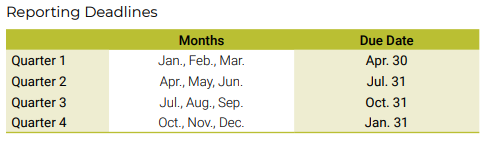 Reporting Deadlines
Months Due Date
Quarter 1 Jan., Feb., Mar. Apr. 30
Quarter 2 Apr., May, Jun. Jul. 31
Quarter 3 Jul., Aug., Sep. Oct. 31
Quarter 4 Oct., Nov., Dec. Jan. 31